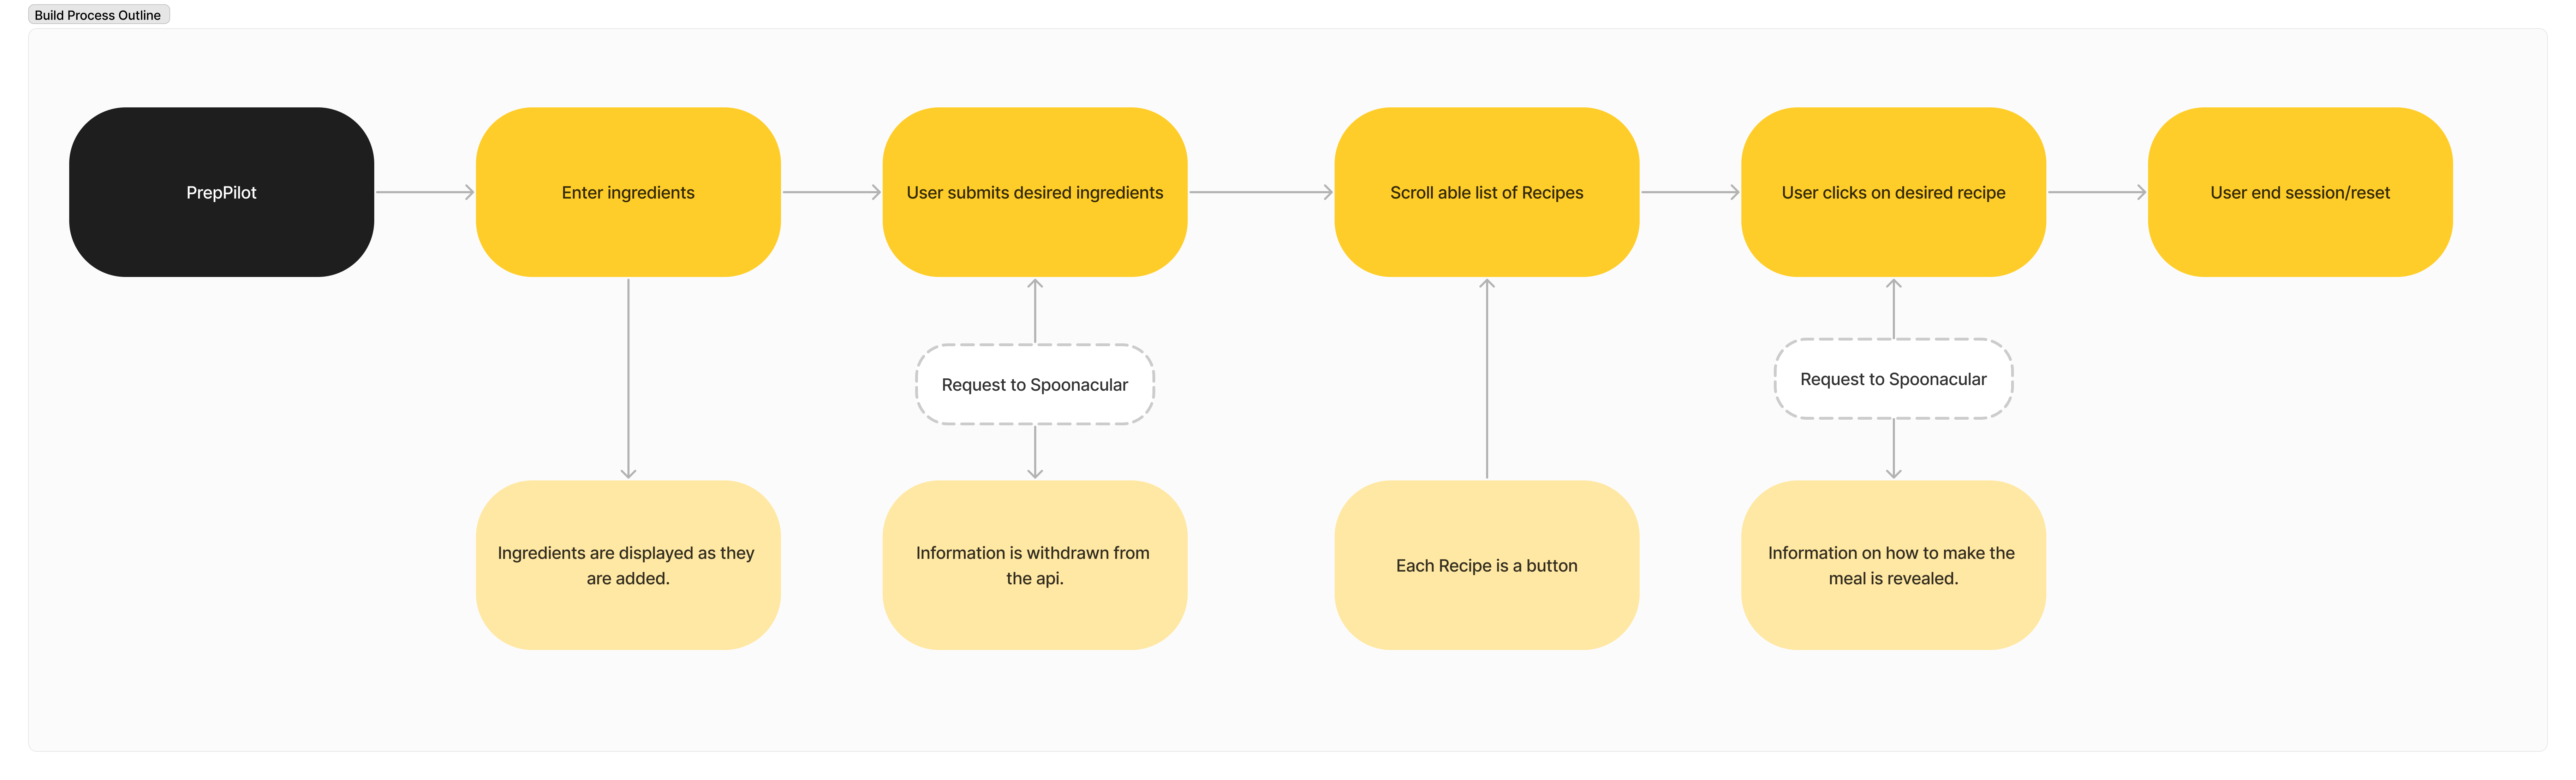 Build Process Outline
PrepPilot
Enter ingredients
User submits desired ingredients
Scroll able list of Recipes
User clicks on desired recipe
User end session/reset
Request to Spoonacular
Request to Spoonacular
Ingredients are displayed as they
are added.
Information is withdrawn from
the api.
Each Recipe is a button
Information on how to make the
meal is revealed.